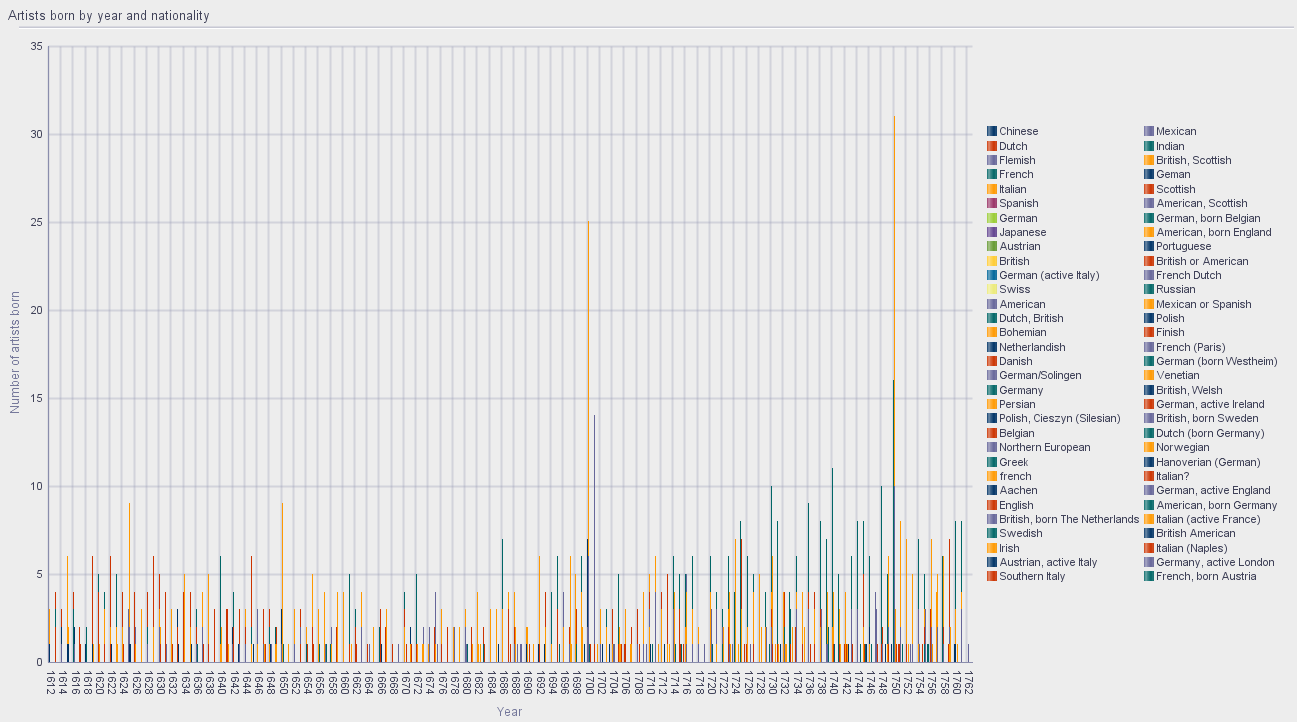 Artists born by year and nationality
35
30
25
20
15
10
5
0
Number of artists born
1612 1614 1616 1618 1620 1622 1624 1626 1628 1630 1632 1634 1636 1638 1640 1642 1644 1646 1648 1650 1652 1654 1656 1658 1660 1662 1664 1666 1668 1670 1672 1674 1676 1678 1680 1682 1684 1686 1688 1690 1692 1694 1696 1698 1700 1702 1704 1706 1708 1710 1712 1714 1716 1718 1720 1722 1724 1726 1728 1730 1732 1734 1736 1738 1740 1742 1744 1746 1748 1750 1752 1754 1756 1758 1760 1762
Year
Chinese
Dutch
Flemish
French
Italian
Spanish
German
Japanese
Austrian
British
German (active Italy)
Swiss
American
Dutch, British
Bohemian
Netherlandish
Danish
German/Solingen
Germany
Persian
Polish, Cieszyn (Silesian)
Belgian
Northern European
Greek
french
Aachen
English
British, born The Netherlands
Swedish
Irish
Austrian, active Italy
Southern Italy
Mexican
Indian
British, Scottish
Geman
Scottish
American, Scottish
German, born Belgian
American, born England
Portuguese
British or American
French Dutch
Russian
Mexican or Spanish
Polish
Finish
French (Paris)
German (born Westheim)
Venetian
British, Welsh
German, active Ireland
British, born Sweden
Dutch (born Germany)
Norwegian
Hanoverian (German)
Italian?
German, active England
American, born Germany
Italian (active France)
British American
Italian (Naples)
Germany, active London
French, born Austria